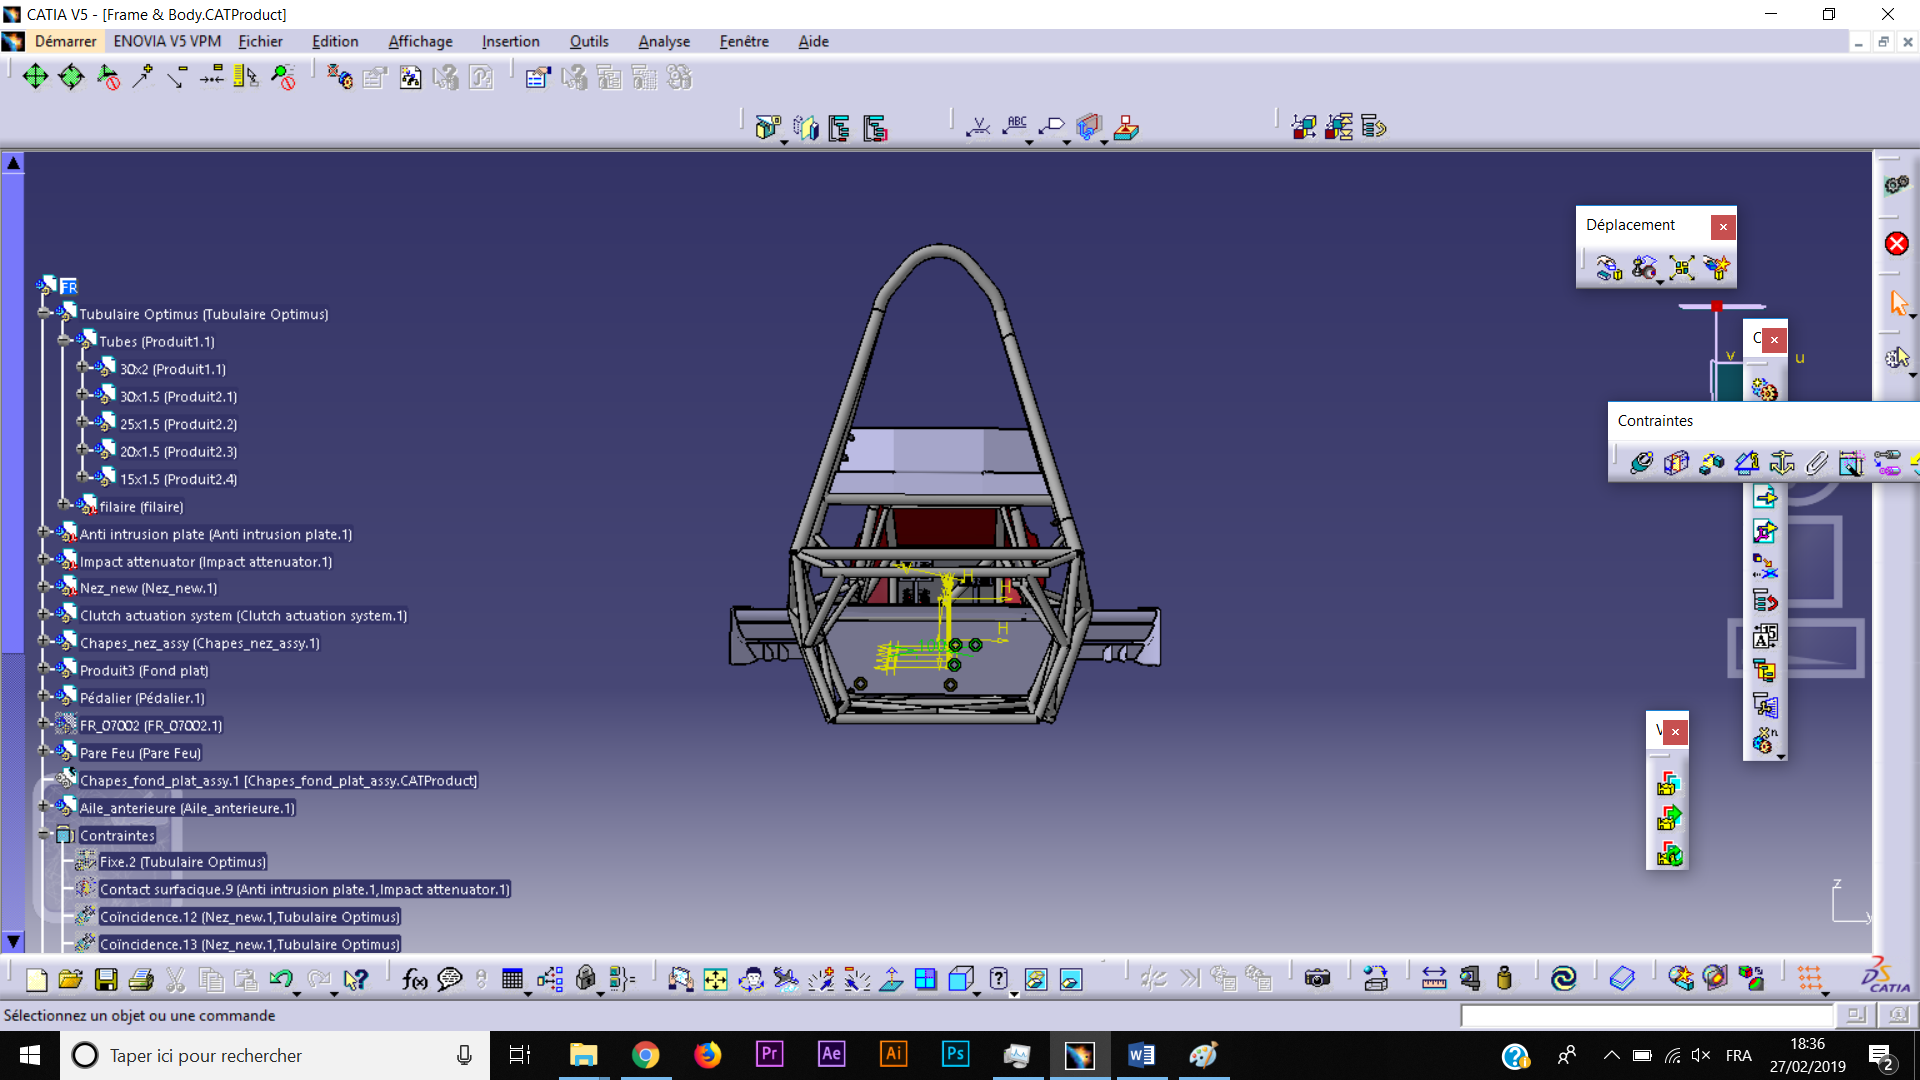 CATIA V5 - [Frame & Body.CATProduct]
Démarrer ENOVIA V5 VPM Fichier Edition Affichage Insertion Outils Analyse Fenêtre Aide
ABC
Déplacement
FR
Tubulaire Optimus (Tubulaire Optimus)
Tubes (Produit1.1)
30x2 (Produit1.1)
30x1.5 (Produit2.1)
25x1.5 (Produit2.2)
20x1.5 (Produit2.3)
15x1.5 (Produit2.4)
filaire (filaire)
Anti intrusion plate (Anti intrusion plate.1)
Impact attenuator (Impact attenuator.1)
Nez_new (Nez_new.1)
Clutch actuation system (Clutch actuation system.1)
Chapes_nez_assy (Chapes_nez_assy.1)
Produit3 (Fond plat)
Pédalier (Pédalier.1)
FR_07002 (FR_07002.1)
Pare Feu (Pare Feu)
Chapes_fond_plat_assy.1 [Chapes_fond_plat_assy.CATProduct]
Aile_anterieure (Aile_anterieure.1)
Contraintes
Fixe.2 (Tubulaire Optimus)
Contact surfacique.9 (Anti intrusion plate.1,Impact attenuator.1)
Coïncidence.12 (Nez_new.1,Tubulaire Optimus)
Coïncidence.13 (Nez_new.1,Tubulaire Optimus)
V H
H
H
C
v u
Contraintes
V
z
y
f(x)
CATIA
Sélectionnez un objet ou une commande
Taper ici pour rechercher
Pr Ae Ai Ps
FRA
18:36
27/02/2019
2